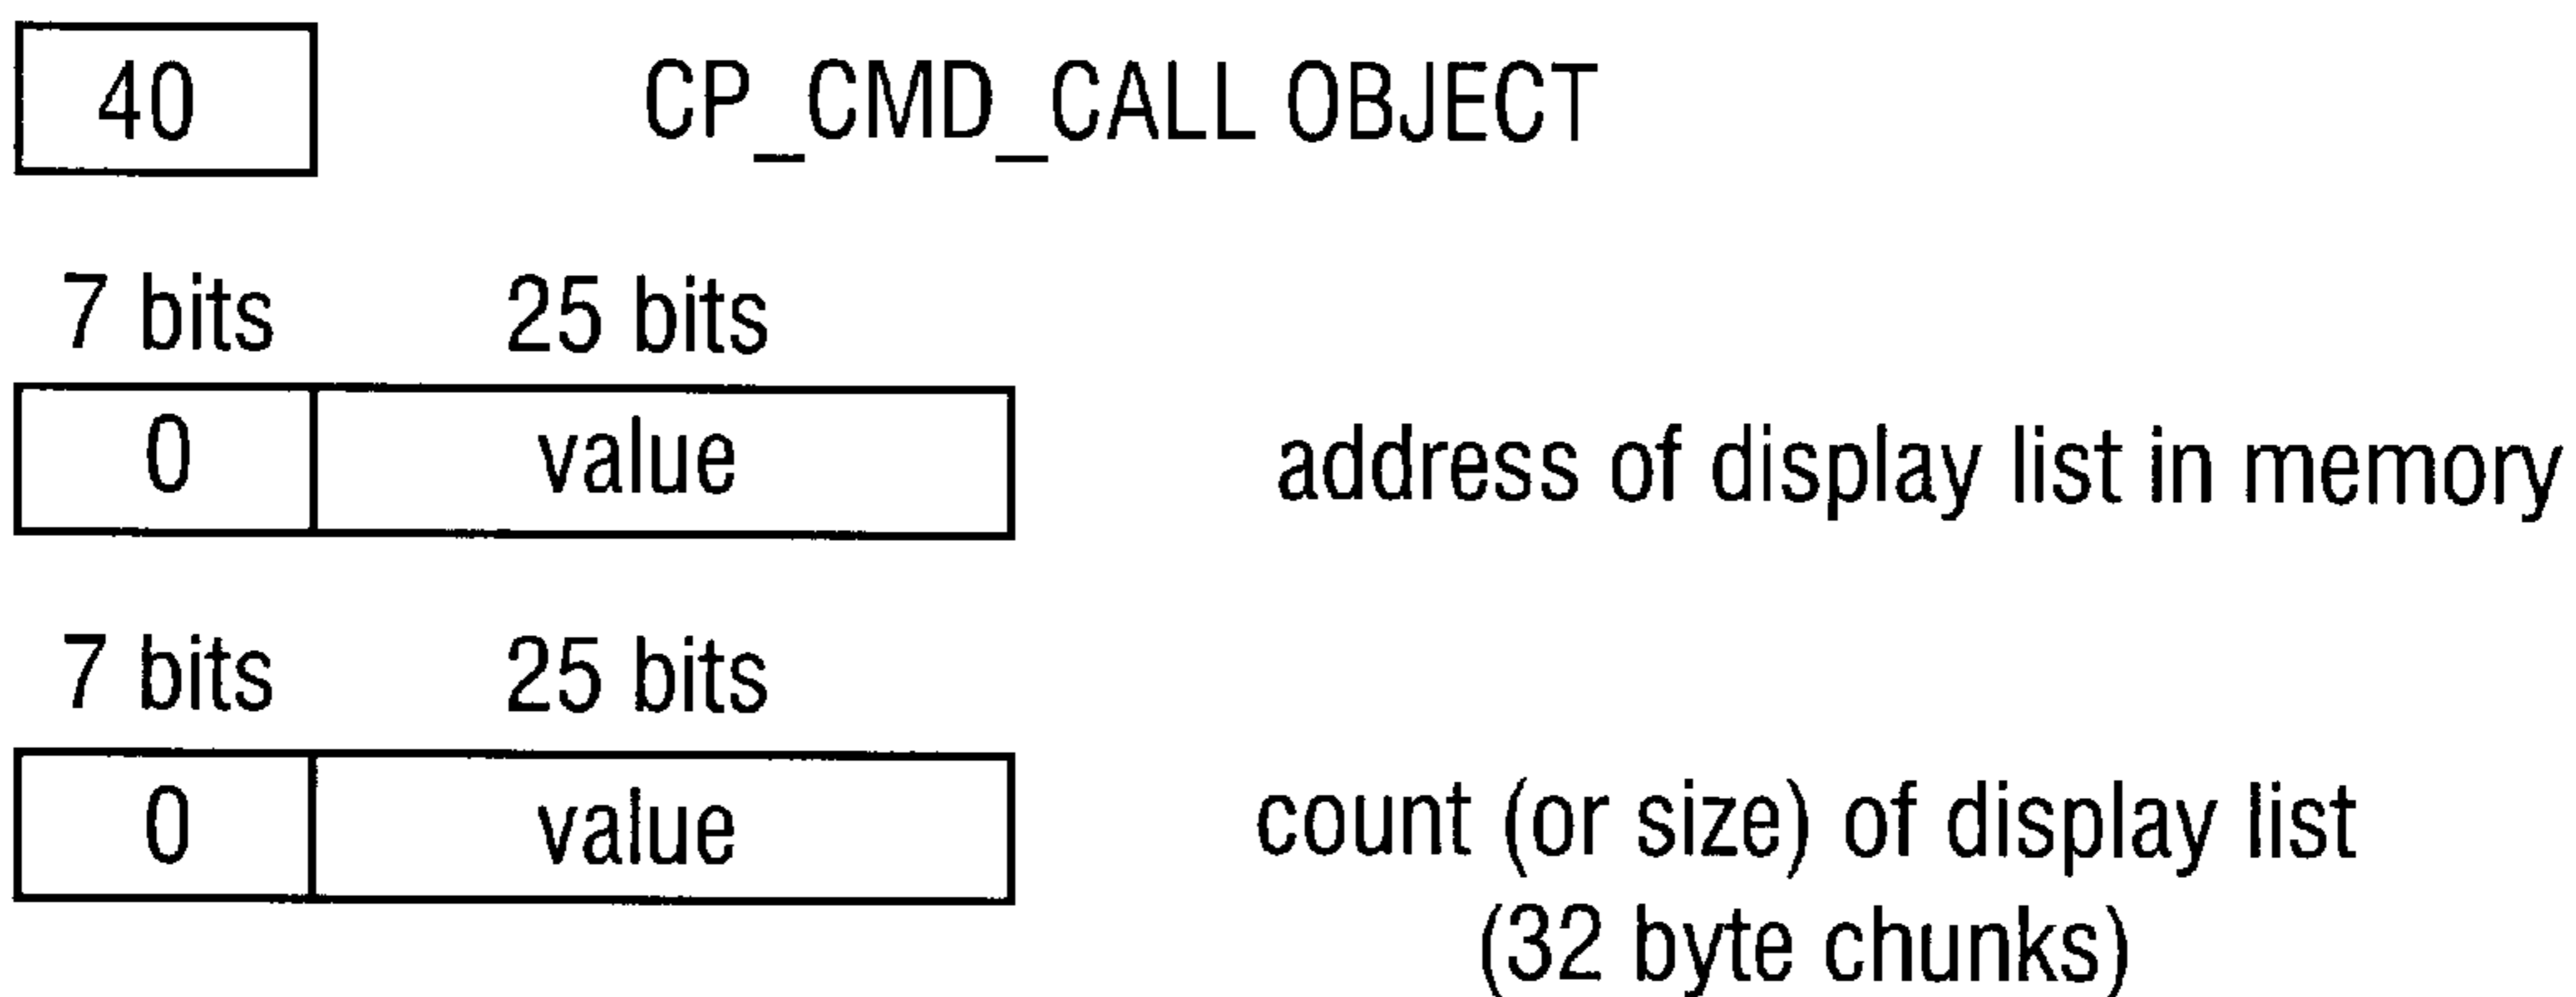 40 CP_CMD_CALL OBJECT
7 bits 25 bits
0 value address of display list in memory
7 bits 25 bits
0 value count (or size) of display list
(32 byte chunks)